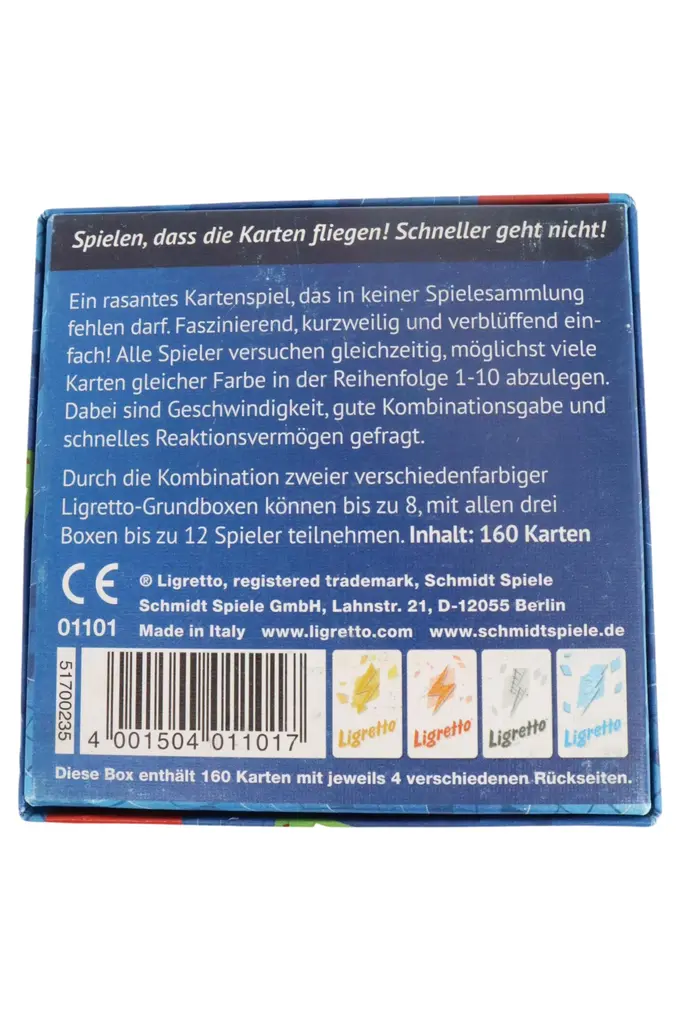 Spielen, dass die Karten fliegen! Schneller geht nicht!
Ein rasantes Kartenspiel, das in keiner Spielesammlung
fehlen darf. Faszinierend, kurzweilig und verblüffend ein-
fach! Alle Spieler versuchen gleichzeitig, möglichst viele
Karten gleicher Farbe in der Reihenfolge 1-10 abzulegen.
Dabei sind Geschwindigkeit, gute Kombinationsgabe und
schnelles Reaktionsvermögen gefragt.
Durch die Kombination zweier verschiedenfarbiger
Ligretto-Grundboxen können bis zu 8, mit allen drei
Boxen bis zu 12 Spieler teilnehmen. Inhalt: 160 Karten
CE ® Ligretto, registered trademark, Schmidt Spiele
Schmidt Spiele GmbH, Lahnstr. 21, D-12055 Berlin
01101 Made in Italy www.ligretto.com www.schmidtspiele.de
51700235
4 001504 011017
Ligretto Ligretto Ligretto Ligretto
Diese Box enthält 160 Karten mit jeweils 4 verschiedenen Rückseiten.